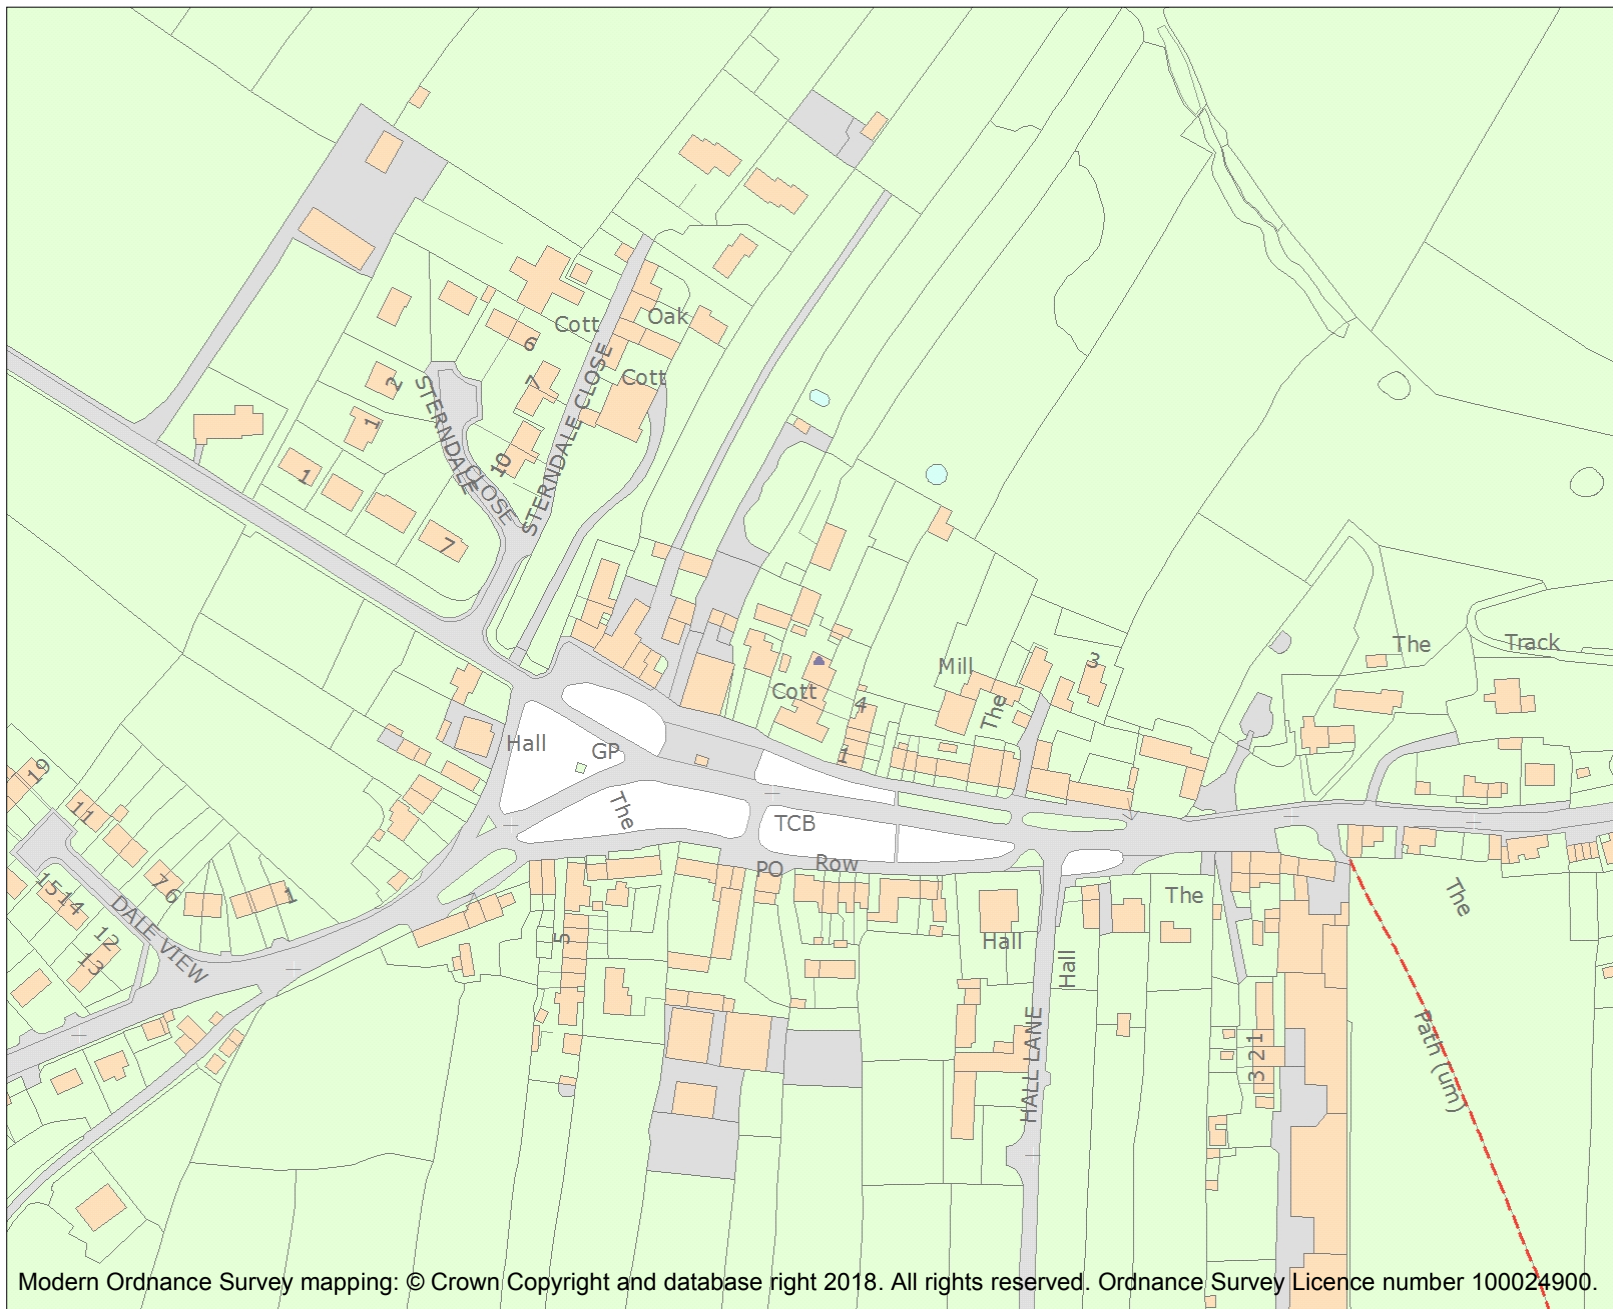 The
Track
Oak
Cott
Cott
6
7
2
1
10
1
7
STERNDALE CLOSE
STERNDALE CLOSE
Mill
3
The
Cott
4
1
Hall
GP
The
TCB
PO
Row
19
11
7 6
1
15 14
12
13
DALE VIEW
5
Hall
Hall
HALL LANE
The
The
3 2 1
Path (um)
Modern Ordnance Survey mapping: © Crown Copyright and database right 2018. All rights reserved. Ordnance Survey Licence number 100024900.